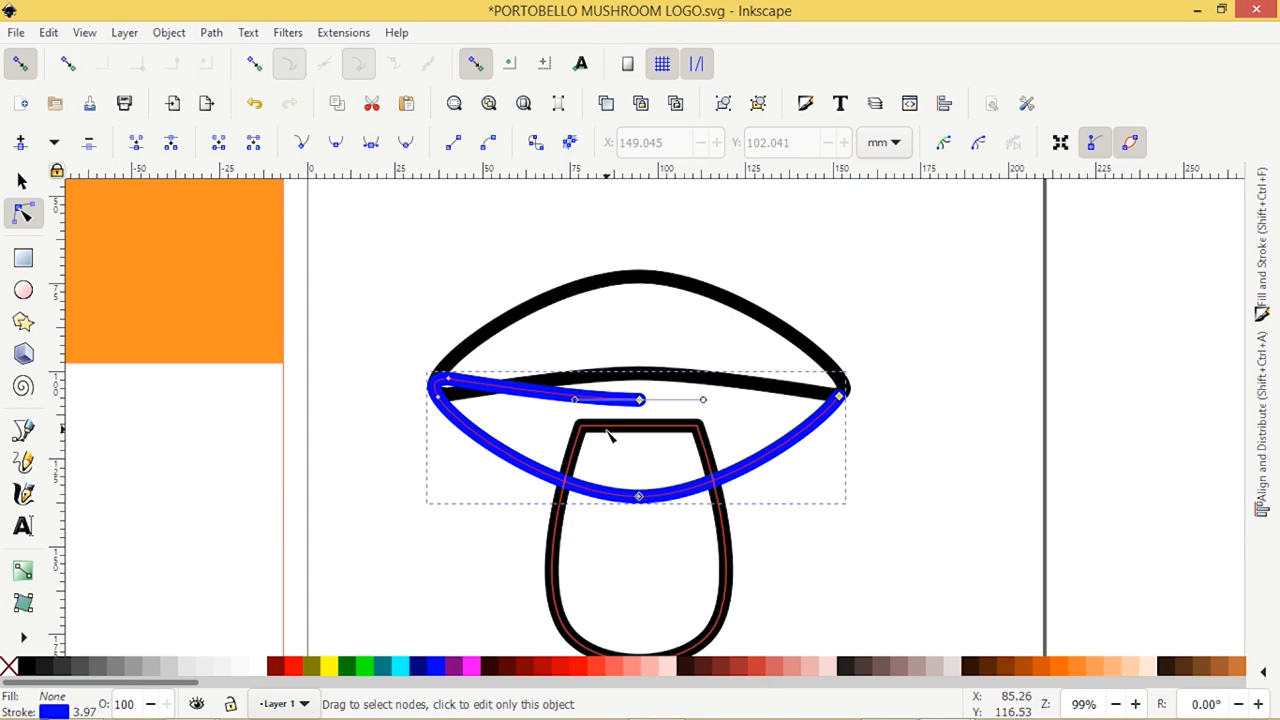 *PORTOBELLO MUSHROOM LOGO.svg - Inkscape
File Edit View Layer Object Path Text Filters Extensions Help
X: 149.045 - + Y: 102.041 - + mm
-50 -25 0 25 50 75 100 125 150 175 200 225 250
Fill and Stroke (Shift+Ctrl+F)
Align and Distribute (Shift+Ctrl+A)
Fill: None O: 100 - + -Layer 1 Drag to select nodes, click to edit only this object X: 85.26 Z: 99% - + R: 0.00° - +
Stroke: 3.97 Y: 116.53